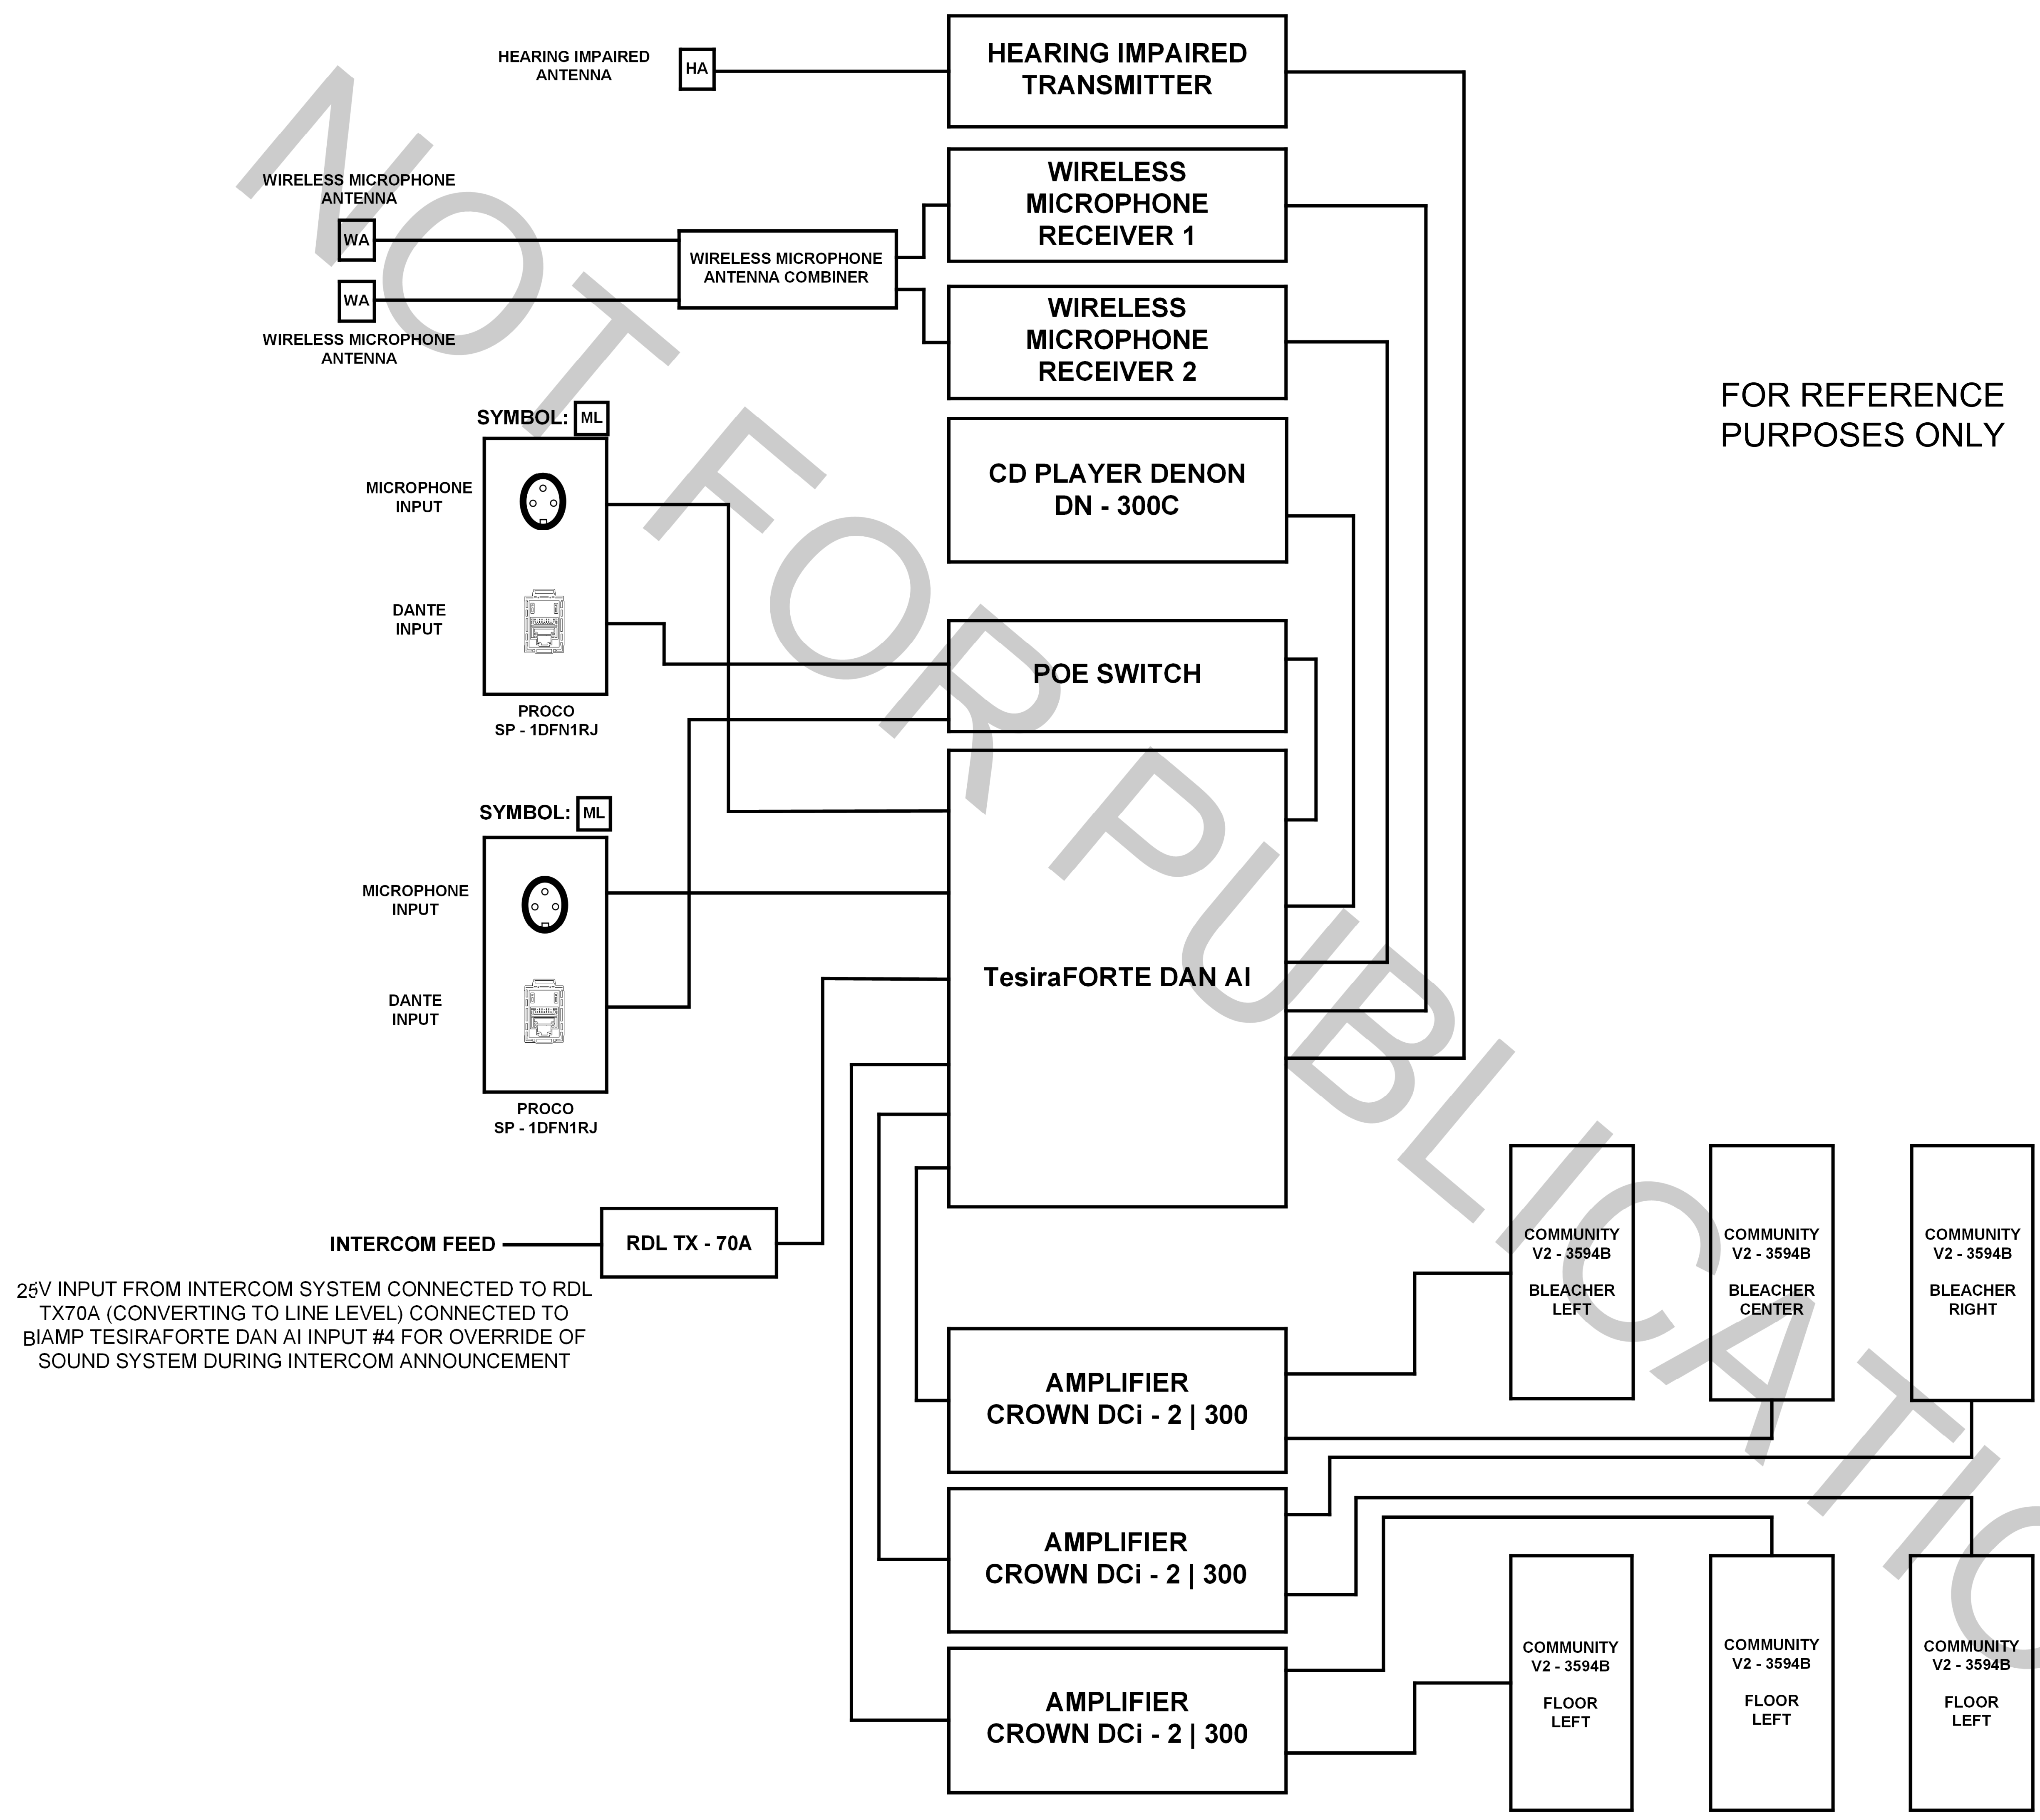 HEARING IMPAIRED
ANTENNA
HA
HEARING IMPAIRED
TRANSMITTER
WIRELESS MICROPHONE
ANTENNA
WA
WA
WIRELESS MICROPHONE
ANTENNA
WIRELESS MICROPHONE
ANTENNA COMBINER
WIRELESS
MICROPHONE
RECEIVER 1
WIRELESS
MICROPHONE
RECEIVER 2
FOR REFERENCE
PURPOSES ONLY
SYMBOL: ML
MICROPHONE
INPUT
DANTE
INPUT
PROCO
SP - 1DFN1RJ
CD PLAYER DENON
DN - 300C
POE SWITCH
SYMBOL: ML
MICROPHONE
INPUT
DANTE
INPUT
PROCO
SP - 1DFN1RJ
TesiraFORTE DAN AI
INTERCOM FEED
RDL TX - 70A
25V INPUT FROM INTERCOM SYSTEM CONNECTED TO RDL
TX70A (CONVERTING TO LINE LEVEL) CONNECTED TO
BIAMP TESIRAFORTE DAN AI INPUT #4 FOR OVERRIDE OF
SOUND SYSTEM DURING INTERCOM ANNOUNCEMENT
COMMUNITY
V2 - 3594B
BLEACHER
LEFT
COMMUNITY
V2 - 3594B
BLEACHER
CENTER
COMMUNITY
V2 - 3594B
BLEACHER
RIGHT
AMPLIFIER
CROWN DCi - 2 | 300
AMPLIFIER
CROWN DCi - 2 | 300
AMPLIFIER
CROWN DCi - 2 | 300
COMMUNITY
V2 - 3594B
FLOOR
LEFT
COMMUNITY
V2 - 3594B
FLOOR
LEFT
COMMUNITY
V2 - 3594B
FLOOR
LEFT
NOT FOR PUBLICATIO